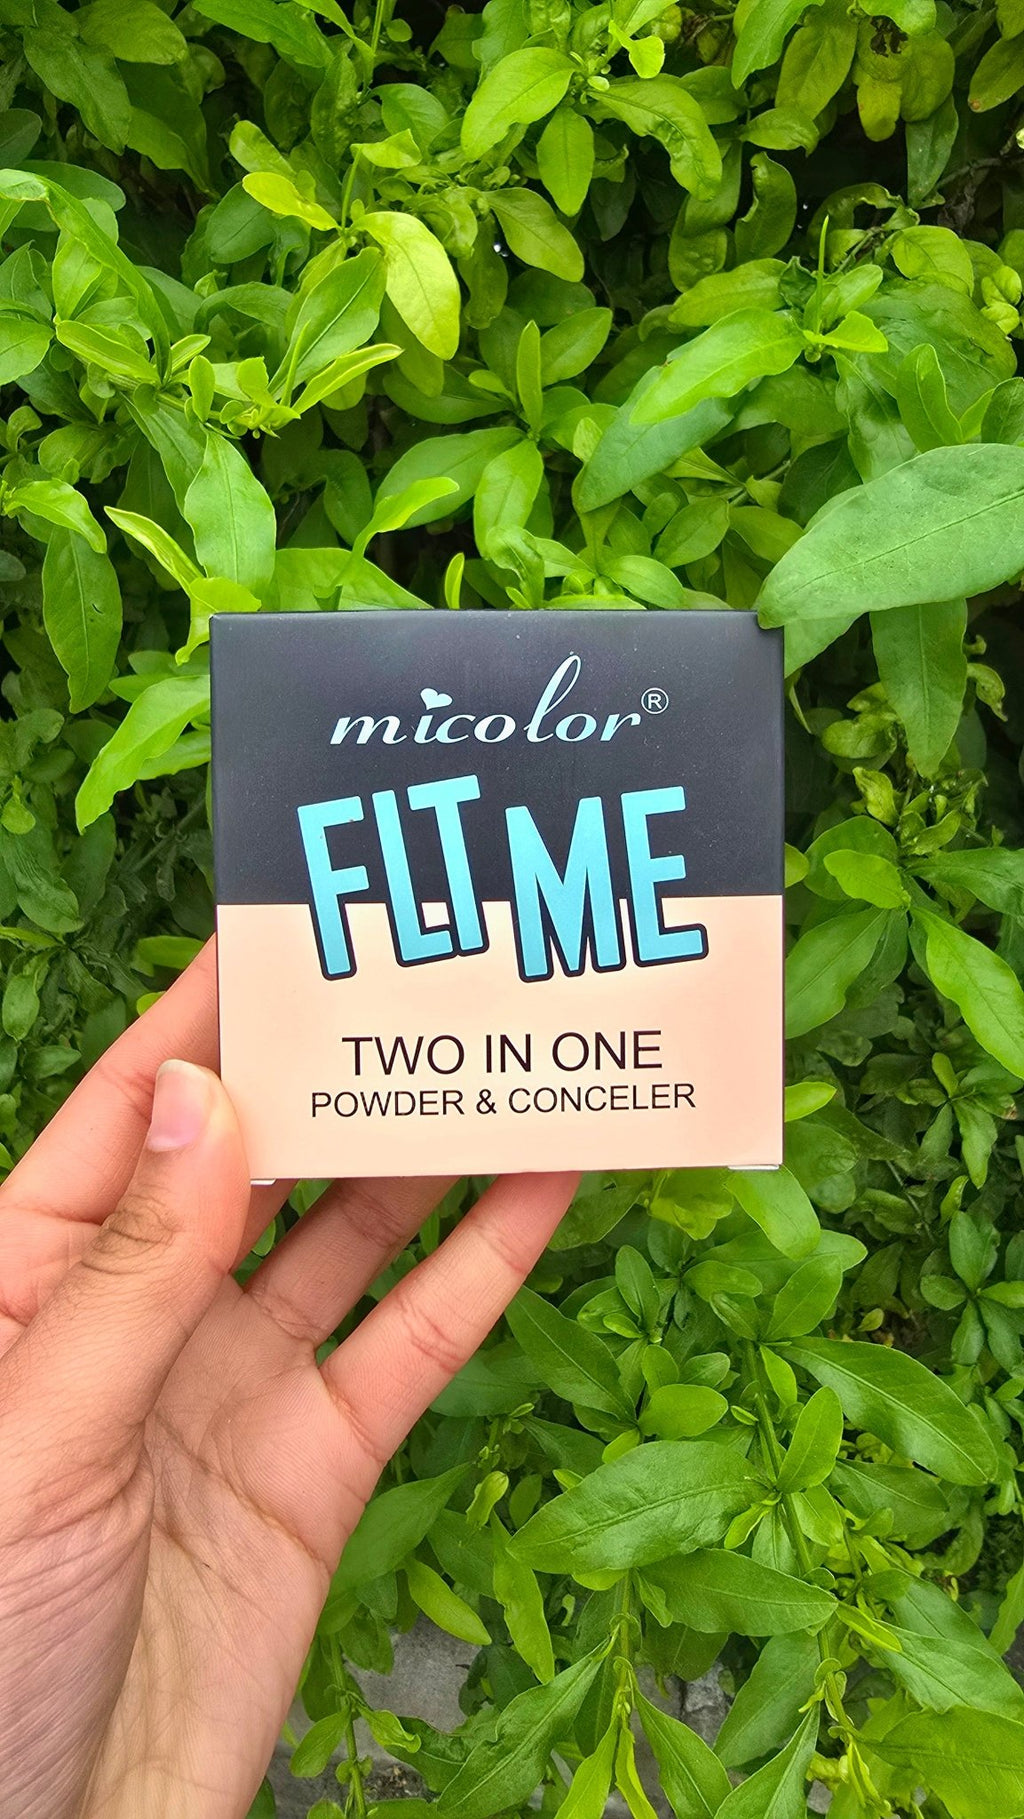 micolor®
FLT ME
TWO IN ONE
POWDER & CONCELER